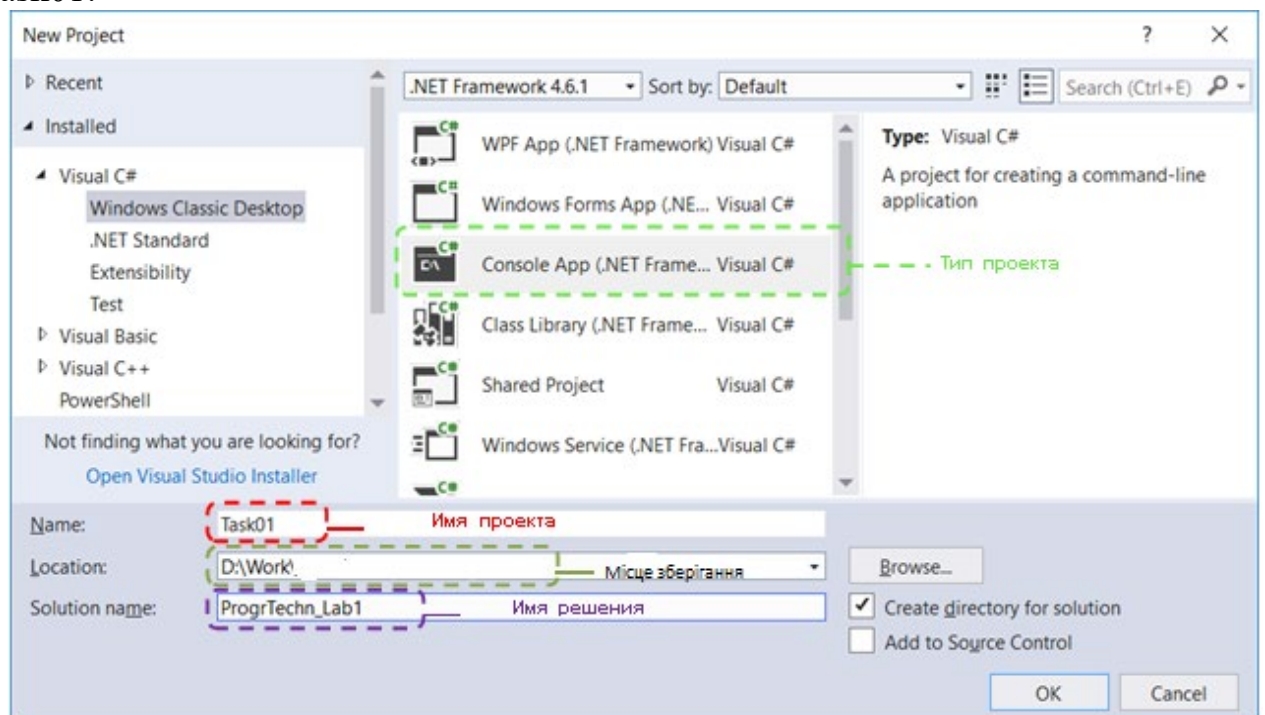 New Project
Recent
Installed
Visual C#
Windows Classic Desktop
.NET Standard
Extensibility
Test
Visual Basic
Visual C++
PowerShell
Not finding what you are looking for?
Open Visual Studio Installer
.NET Framework 4.6.1 Sort by: Default
WPF App (.NET Framework) Visual C#
Windows Forms App (.NE... Visual C#
Console App (.NET Frame... Visual C#
Class Library (.NET Frame... Visual C#
Shared Project Visual C#
Windows Service (.NET Fra...Visual C#
Search (Ctrl+E)
Type: Visual C#
A project for creating a command-line
application
Тип проекта
Name: Task01 Имя проекта
Location: D:\Work\ Місце зберігання Browse...
Solution name: ProgrTechn_Lab1 Имя решения Create directory for solution
Add to Source Control
OK Cancel